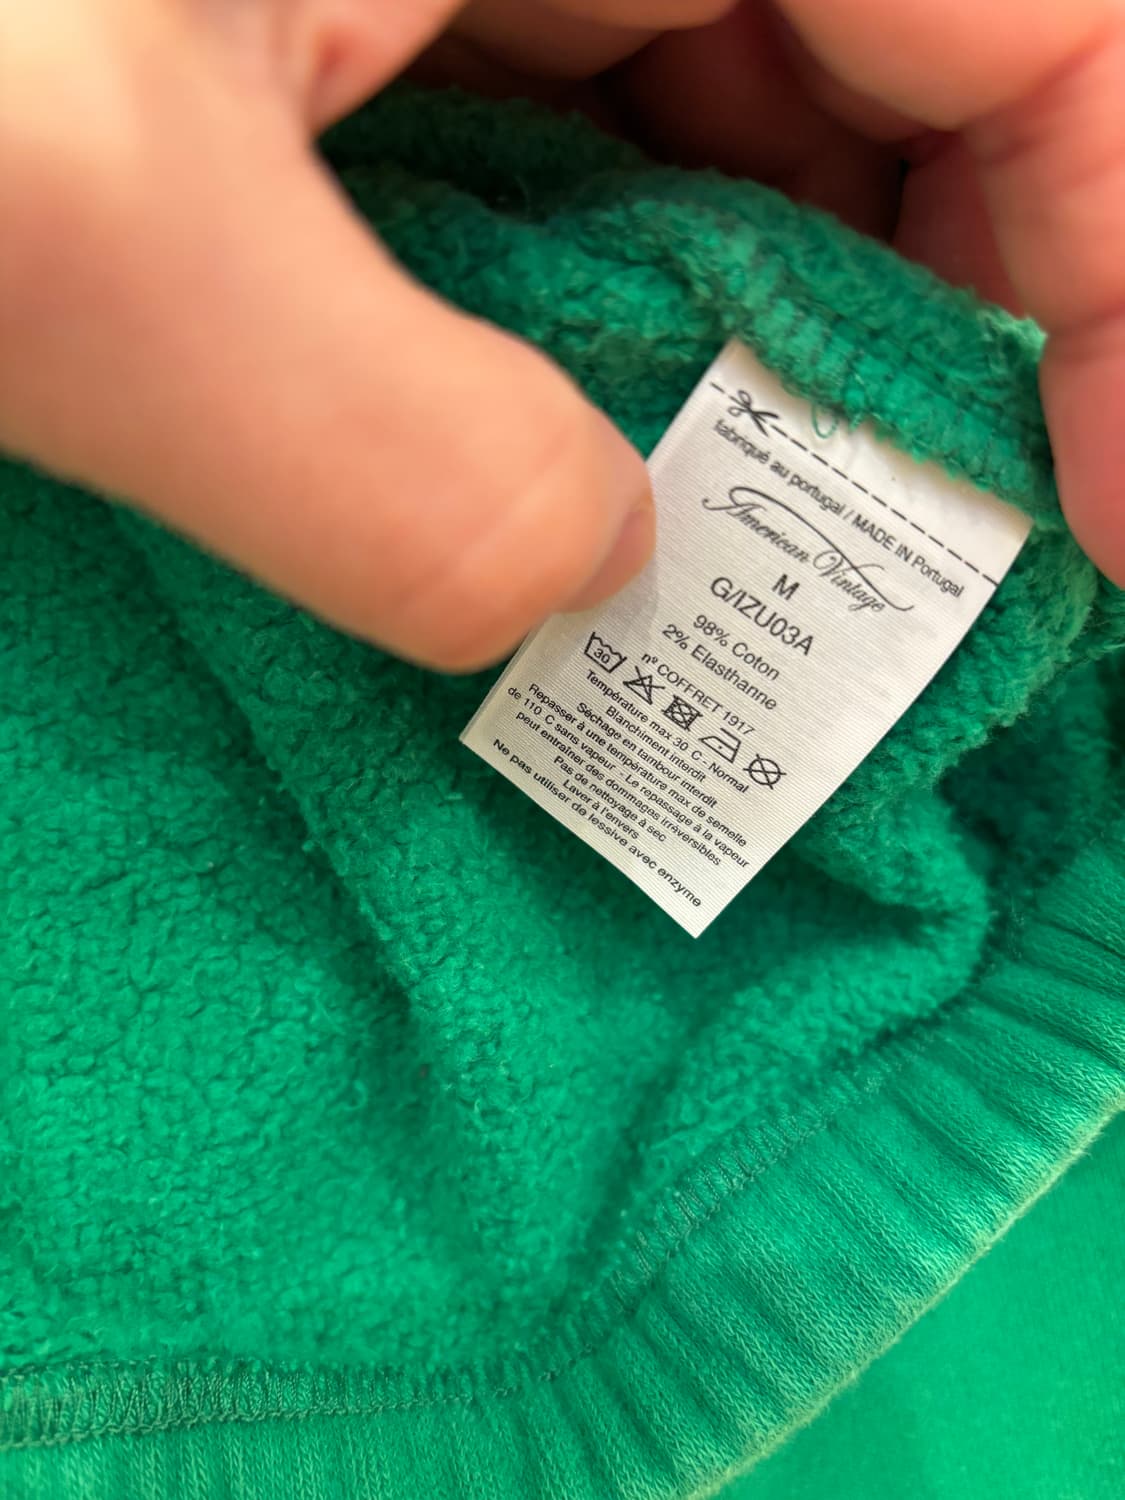 fabriqué au portugal / MADE IN Portugal
American Vintage
M
G/IZU03A
98% Coton
2% Elasthanne
nº COFFRET 1917
30
Température max 30 C - Normal
Blanchiment interdit
Séchage en tambour interdit
Repasser à une température max de semelle
de 110 C sans vapeur - Le repassage à la vapeur
peut entraîner des dommages irréversibles
Pas de nettoyage à sec
Laver à l'envers
Ne pas utiliser de lessive avec enzyme